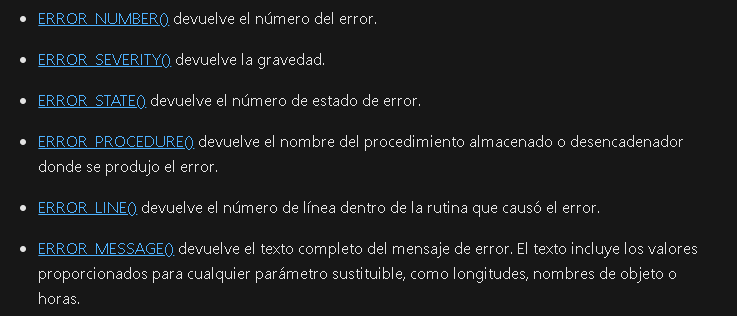 ERROR_NUMBER() devuelve el número del error.
ERROR_SEVERITY() devuelve la gravedad.
ERROR_STATE() devuelve el número de estado de error.
ERROR_PROCEDURE() devuelve el nombre del procedimiento almacenado o desencadenador
donde se produjo el error.
ERROR_LINE() devuelve el número de línea dentro de la rutina que causó el error.
ERROR_MESSAGE() devuelve el texto completo del mensaje de error. El texto incluye los valores
proporcionados para cualquier parámetro sustituible, como longitudes, nombres de objeto o
horas.